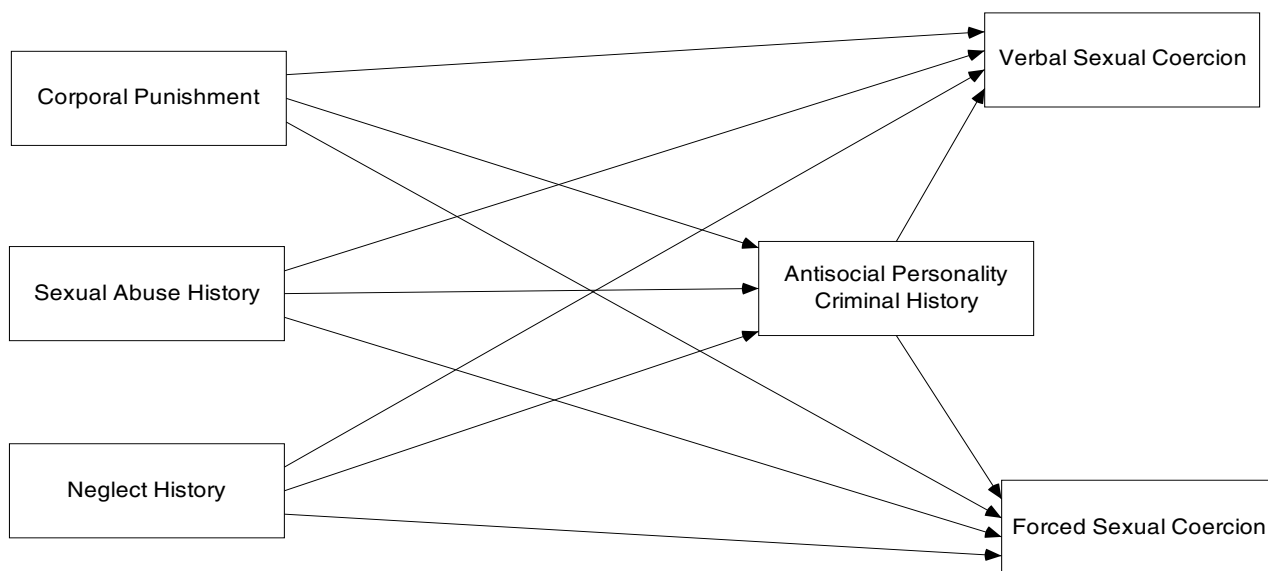 Corporal Punishment
Sexual Abuse History
Neglect History
Antisocial Personality
Criminal History
Verbal Sexual Coercion
Forced Sexual Coercion